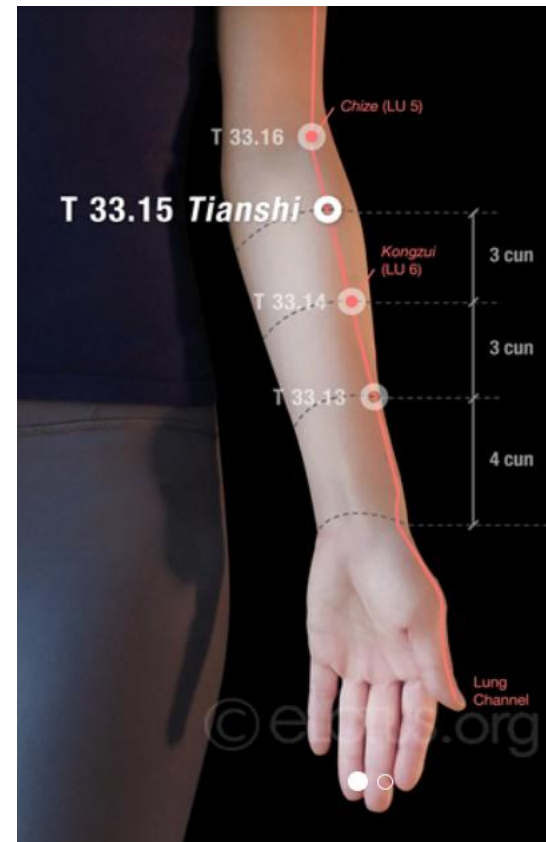 Chize (LU 5)
T 33.16
T 33.15 Tianshi
3 cun
Kongzui
(LU 6)
T 33.14
3 cun
T 33.13
4 cun
Lung
Channel
© elotus.org